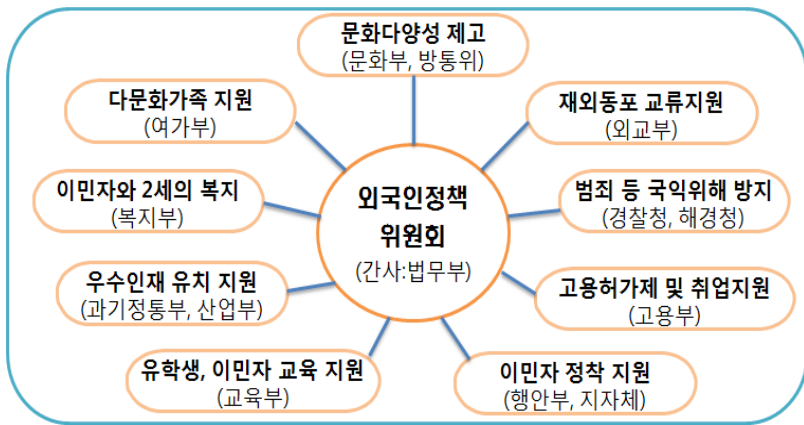 문화다양성 제고
(문화부, 방통위)
다문화가족 지원
(여가부)
재외동포 교류지원
(외교부)
이민자와 2세의 복지
(복지부)
외국인정책
위원회
(간사:법무부)
범죄 등 국익위해 방지
(경찰청, 해경청)
우수인재 유치 지원
(과기정통부, 산업부)
고용허가제 및 취업지원
(고용부)
유학생, 이민자 교육 지원
(교육부)
이민자 정착 지원
(행안부, 지자체)